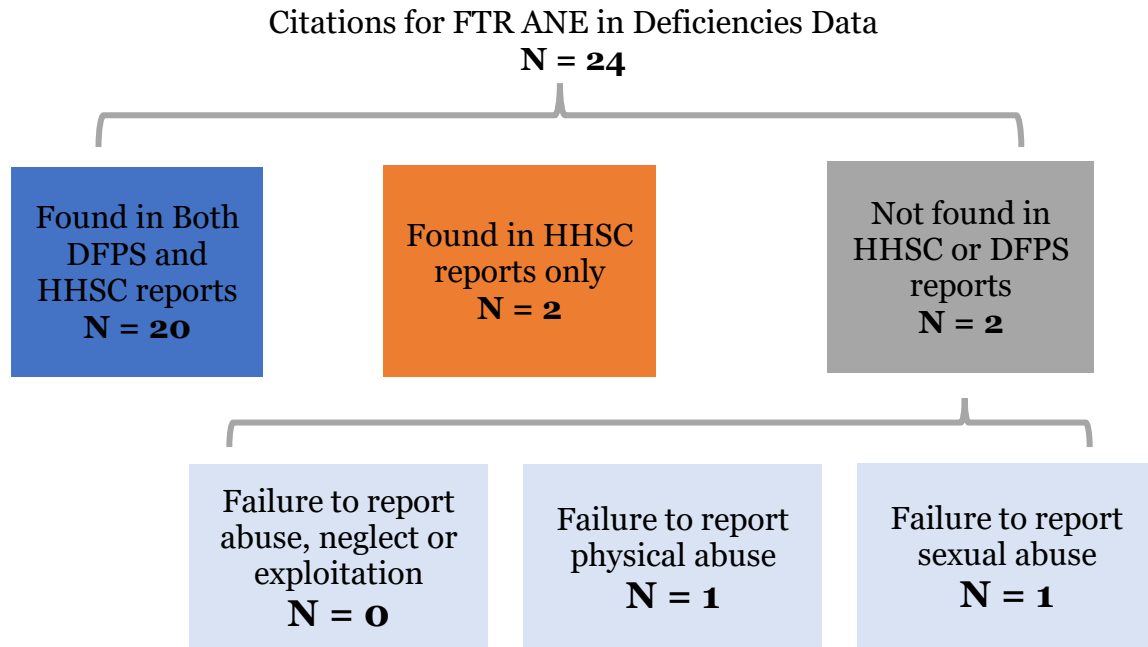 Citations for FTR ANE in Deficiencies Data
N = 24
Found in Both
DFPS and
HHSC reports
N = 20
Found in HHSC
reports only
N = 2
Not found in
HHSC or DFPS
reports
N = 2
Failure to report
abuse, neglect or
exploitation
N = 0
Failure to report
physical abuse
N = 1
Failure to report
sexual abuse
N = 1